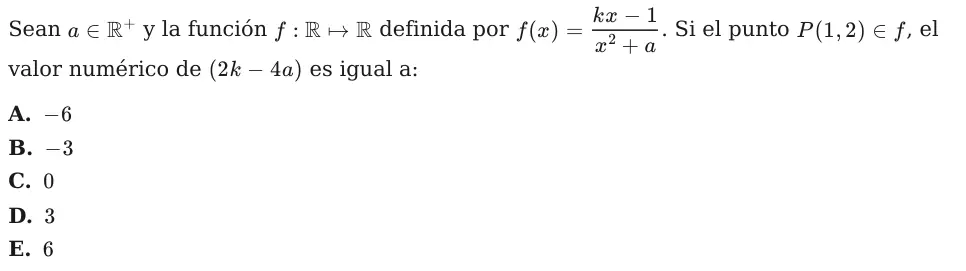 Sean a ∈ ℝ⁺ y la función f : ℝ ↦ ℝ definida por f(x) = (kx − 1)/(x² + a). Si el punto P(1, 2) ∈ f, el
valor numérico de (2k − 4a) es igual a:
A. −6
B. −3
C. 0
D. 3
E. 6